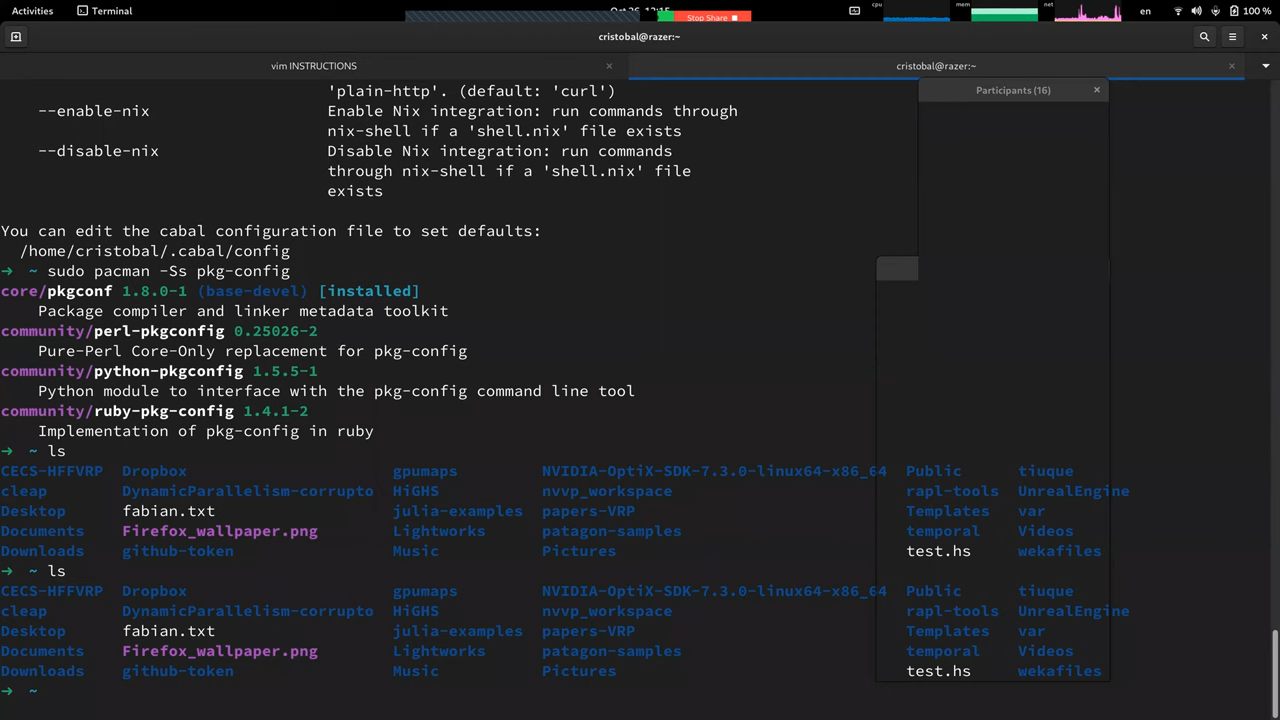 Activities Terminal Oct 26 12:15 Stop Share cpu mem net en 100 %
cristobal@razer:~
vim INSTRUCTIONS × cristobal@razer:~ ×
Participants (16) ×
'plain-http'. (default: 'curl')
--enable-nix Enable Nix integration: run commands through
nix-shell if a 'shell.nix' file exists
--disable-nix Disable Nix integration: run commands
through nix-shell if a 'shell.nix' file
exists
You can edit the cabal configuration file to set defaults:
/home/cristobal/.cabal/config
➜ ~ sudo pacman -Ss pkg-config
core/pkgconf 1.8.0-1 (base-devel) [installed]
Package compiler and linker metadata toolkit
community/perl-pkgconfig 0.25026-2
Pure-Perl Core-Only replacement for pkg-config
community/python-pkgconfig 1.5.5-1
Python module to interface with the pkg-config command line tool
community/ruby-pkg-config 1.4.1-2
Implementation of pkg-config in ruby
➜ ~ ls
CECS-HFFVRP Dropbox gpumaps NVIDIA-OptiX-SDK-7.3.0-linux64-x86_64 Public tiuque
cleap DynamicParallelism-corrupto HiGHS nvvp_workspace rapl-tools UnrealEngine
Desktop fabian.txt julia-examples papers-VRP Templates var
Documents Firefox_wallpaper.png Lightworks patagon-samples temporal Videos
Downloads github-token Music Pictures test.hs wekafiles
➜ ~ ls
CECS-HFFVRP Dropbox gpumaps NVIDIA-OptiX-SDK-7.3.0-linux64-x86_64 Public tiuque
cleap DynamicParallelism-corrupto HiGHS nvvp_workspace rapl-tools UnrealEngine
Desktop fabian.txt julia-examples papers-VRP Templates var
Documents Firefox_wallpaper.png Lightworks patagon-samples temporal Videos
Downloads github-token Music Pictures test.hs wekafiles
➜ ~